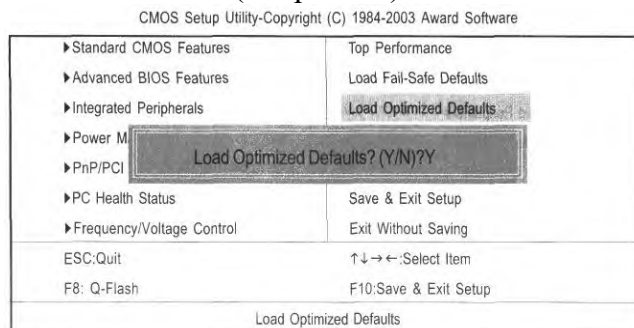 CMOS Setup Utility-Copyright (C) 1984-2003 Award Software
▶Standard CMOS Features
Top Performance
▶Advanced BIOS Features
Load Fail-Safe Defaults
▶Integrated Peripherals
Load Optimized Defaults
▶Power M
▶PnP/PCI
Load Optimized Defaults? (Y/N)?Y
▶PC Health Status
Save & Exit Setup
▶Frequency/Voltage Control
Exit Without Saving
ESC:Quit
↑↓→←:Select Item
F8: Q-Flash
F10:Save & Exit Setup
Load Optimized Defaults